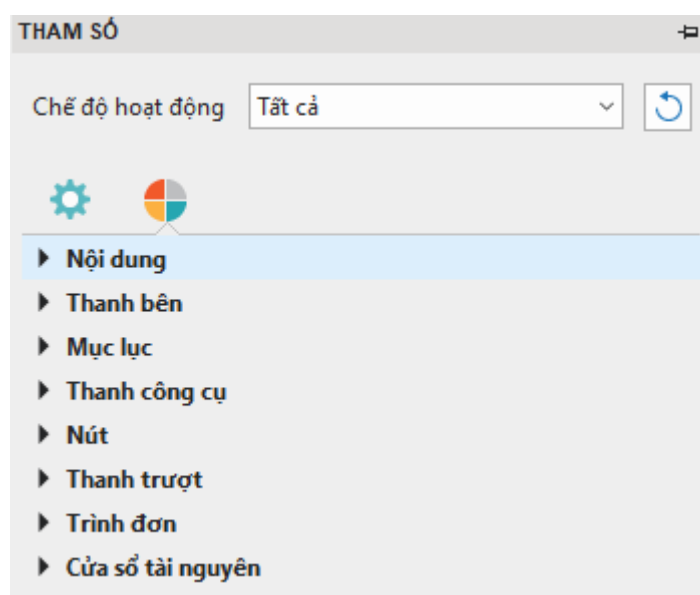 THAM SỐ
Chế độ hoạt động Tất cả
Nội dung
Thanh bên
Mục lục
Thanh công cụ
Nút
Thanh trượt
Trình đơn
Cửa sổ tài nguyên